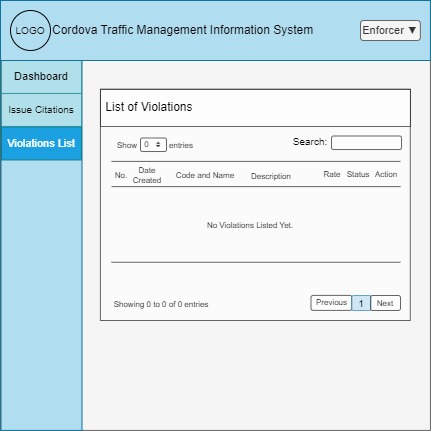 LOGO Cordova Traffic Management Information System Enforcer ▼
Dashboard
Issue Citations
Violations List
List of Violations
Show 0 entries Search:
No. Date Created Code and Name Description Rate Status Action
No Violations Listed Yet.
Showing 0 to 0 of 0 entries Previous 1 Next